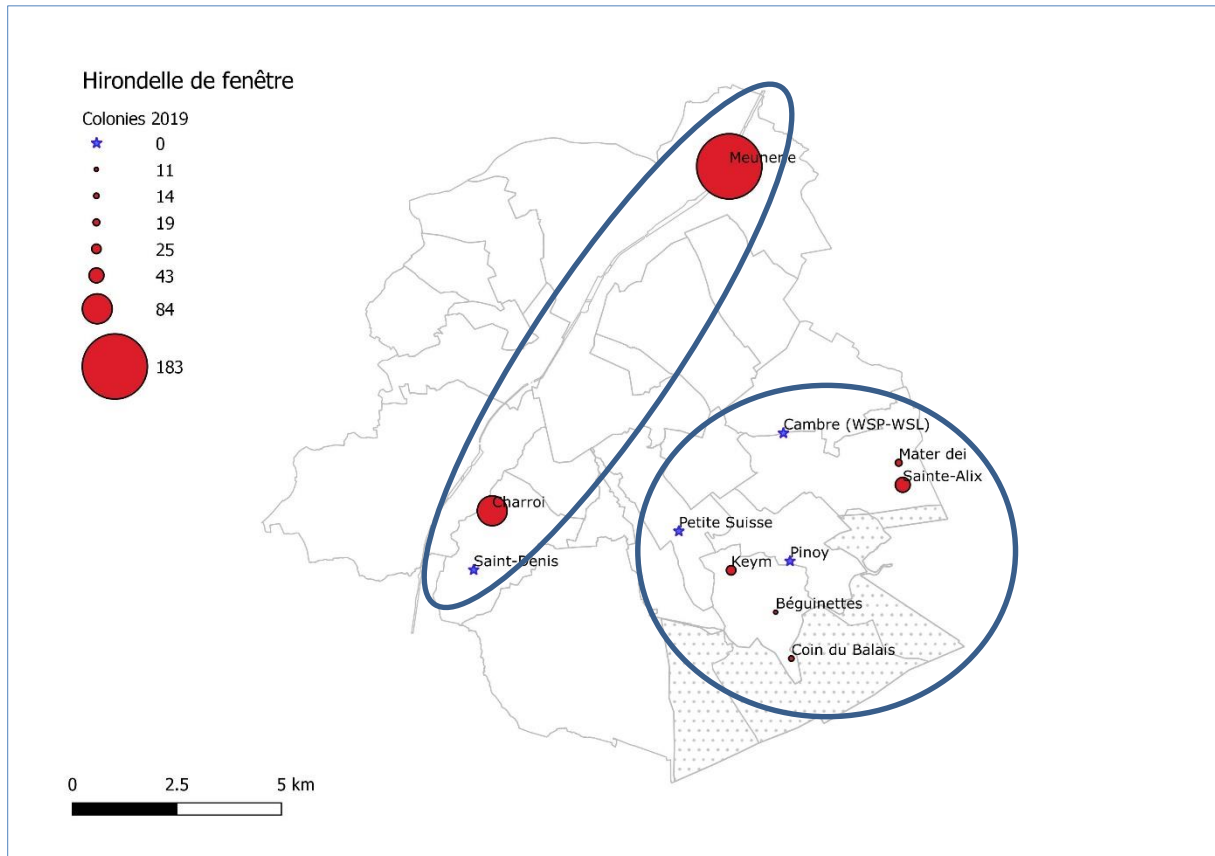 Hirondelle de fenêtre
Colonies 2019
0
11
14
19
25
43
84
183
Meunerie
Cambre (WSP-WSL)
Mater dei
Sainte-Alix
Charroi
Petite Suisse
Saint-Denis
Keym
Pinoy
Béguinettes
Coin du Balais
0 2.5 5 km